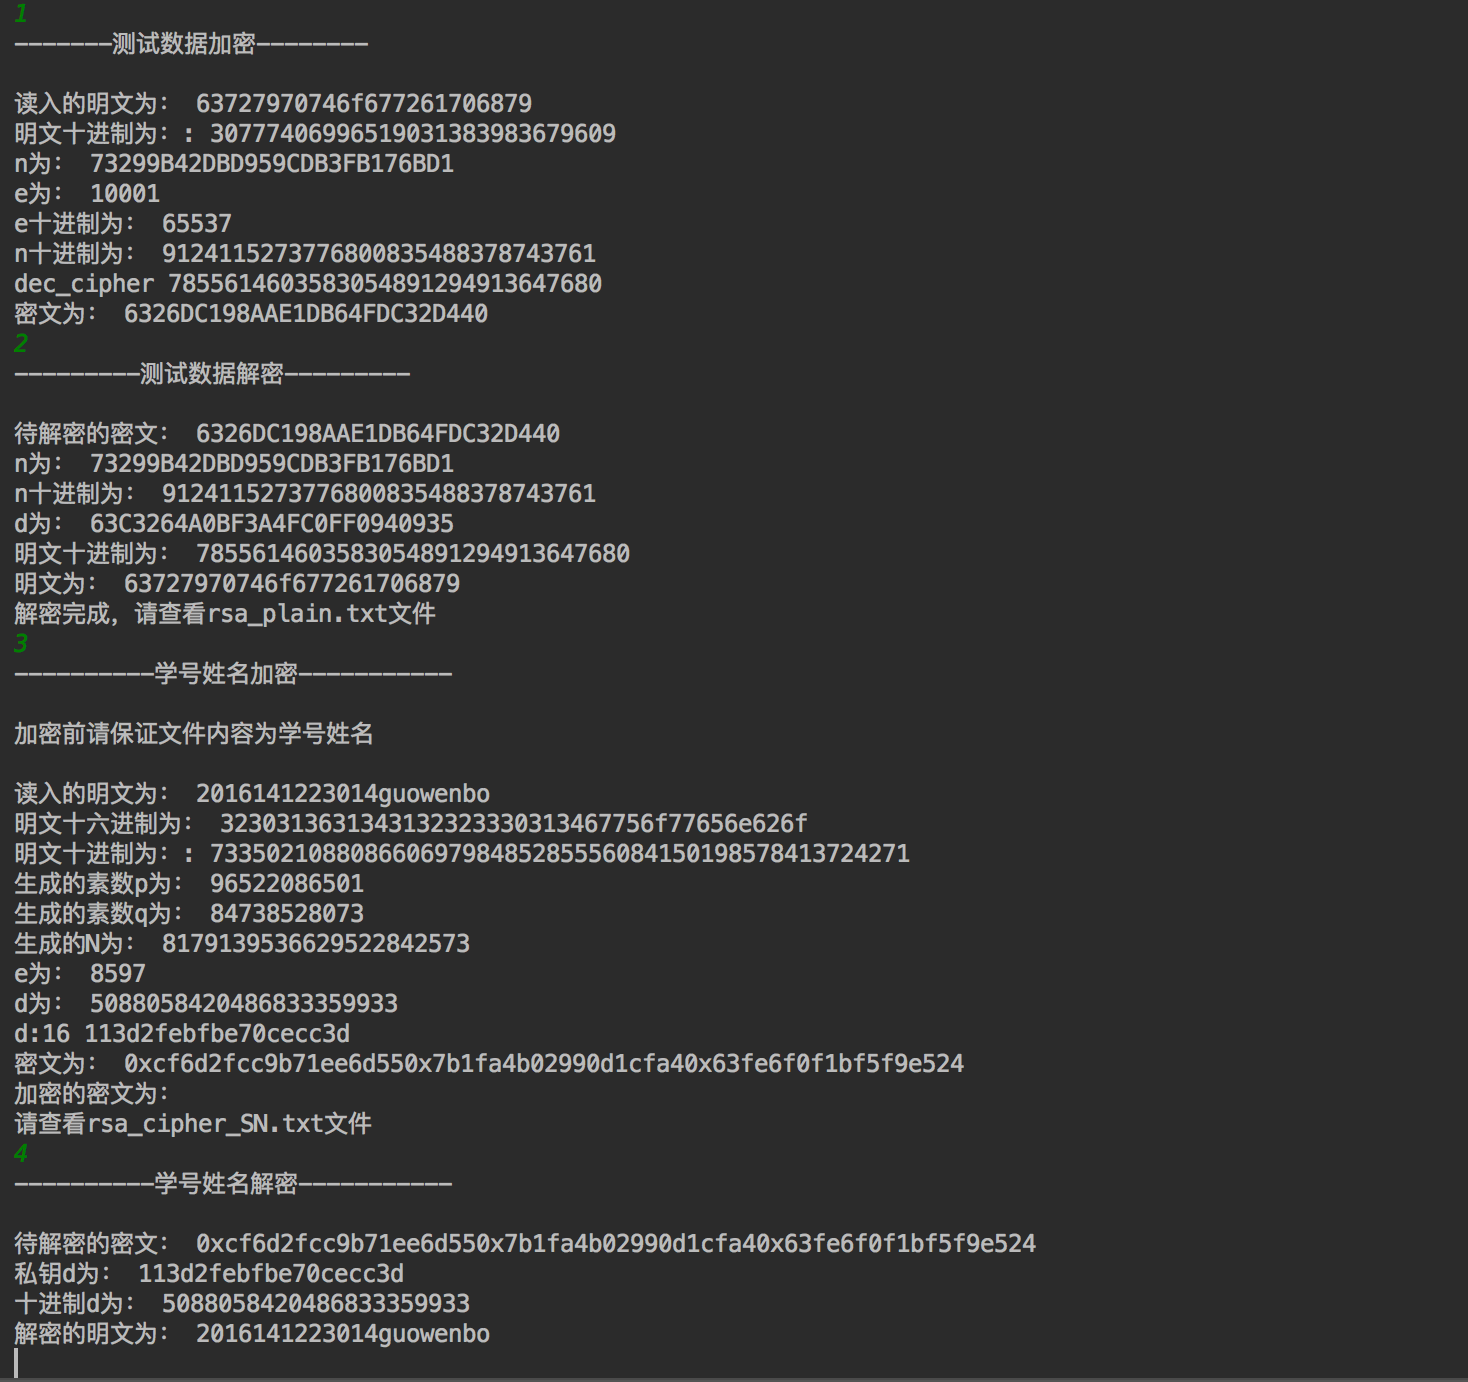 1
-------测试数据加密--------
读入的明文为： 63727970746f677261706879
明文十进制为：: 30777406996519031383983679609
n为： 73299B42DBD959CDB3FB176BD1
e为： 10001
e十进制为： 65537
n十进制为： 9124115273776800835488378743761
dec_cipher 7855614603583054891294913647680
密文为： 6326DC198AAE1DB64FDC32D440
2
---------测试数据解密---------
待解密的密文： 6326DC198AAE1DB64FDC32D440
n为： 73299B42DBD959CDB3FB176BD1
n十进制为： 9124115273776800835488378743761
d为： 63C3264A0BF3A4FC0FF0940935
明文十进制为： 7855614603583054891294913647680
明文为： 63727970746f677261706879
解密完成，请查看rsa_plain.txt文件
3
----------学号姓名加密-----------
加密前请保证文件内容为学号姓名
读入的明文为： 2016141223014guowenbo
明文十六进制为： 323031363134313232333031346​7756f77656e626f
明文十进制为：: 73350210880866069798485285556084150198578413724271
生成的素数p为： 96522086501
生成的素数q为： 84738528073
生成的N为： 8179139536629522842573
e为： 8597
d为： 5088058420486833359933
d:16 113d2febfbe70cecc3d
密文为： 0xcf6d2fcc9b71ee6d550x7b1fa4b02990d1cfa40x63fe6f0f1bf5f9e524
加密的密文为：
请查看rsa_cipher_SN.txt文件
4
----------学号姓名解密-----------
待解密的密文： 0xcf6d2fcc9b71ee6d550x7b1fa4b02990d1cfa40x63fe6f0f1bf5f9e524
私钥d为： 113d2febfbe70cecc3d
十进制d为： 5088058420486833359933
解密的明文为： 2016141223014guowenbo